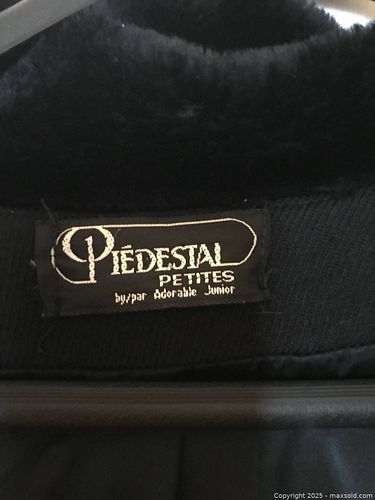 PIÉDESTAL
PETITES
by/par Adorable Junior
Copyright 2025 - maxsold.com